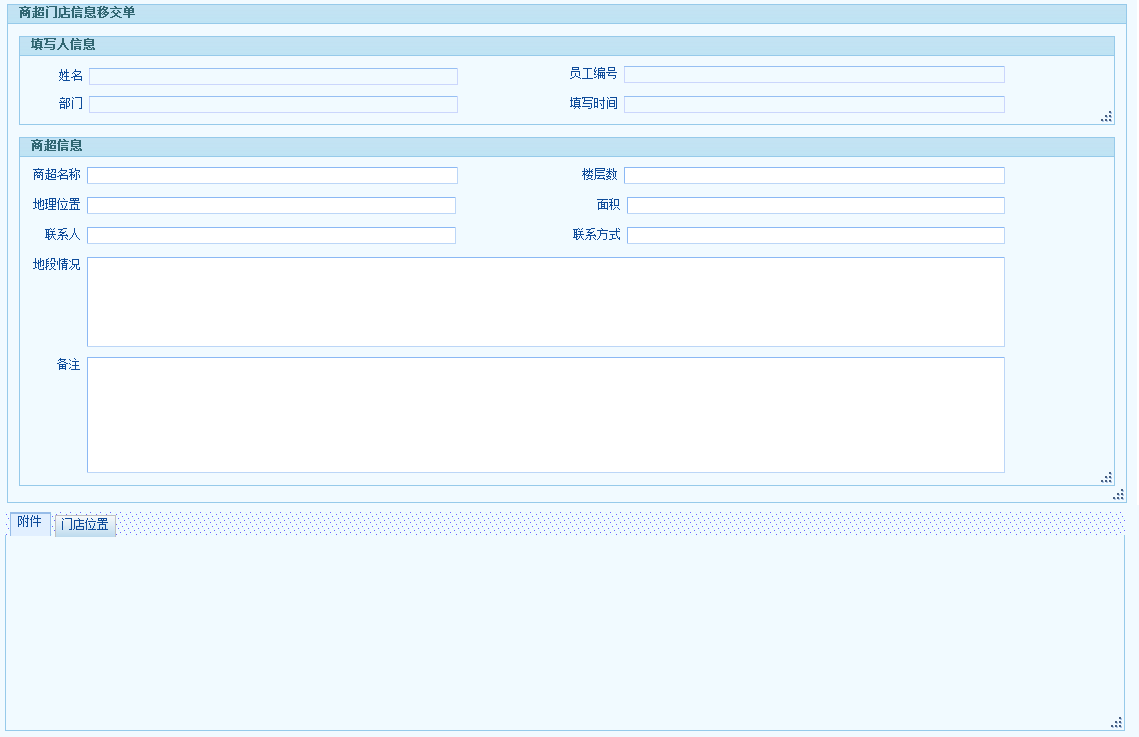 商超门店信息移交单
填写人信息
姓名 员工编号
部门 填写时间
商超信息
商超名称 楼层数
地理位置 面积
联系人 联系方式
地段情况
备注
附件 门店位置